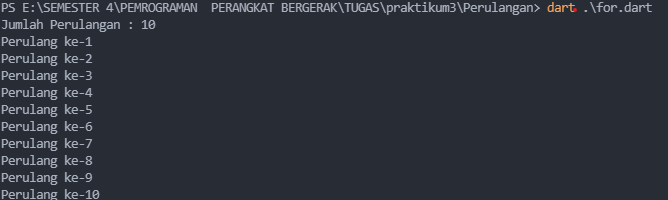 PS E:\SEMESTER 4\PEMROGRAMAN  PERANGKAT BERGERAK\TUGAS\praktikum3\Perulangan> dart .\for.dart
Jumlah Perulangan : 10
Perulang ke-1
Perulang ke-2
Perulang ke-3
Perulang ke-4
Perulang ke-5
Perulang ke-6
Perulang ke-7
Perulang ke-8
Perulang ke-9
Perulang ke-10